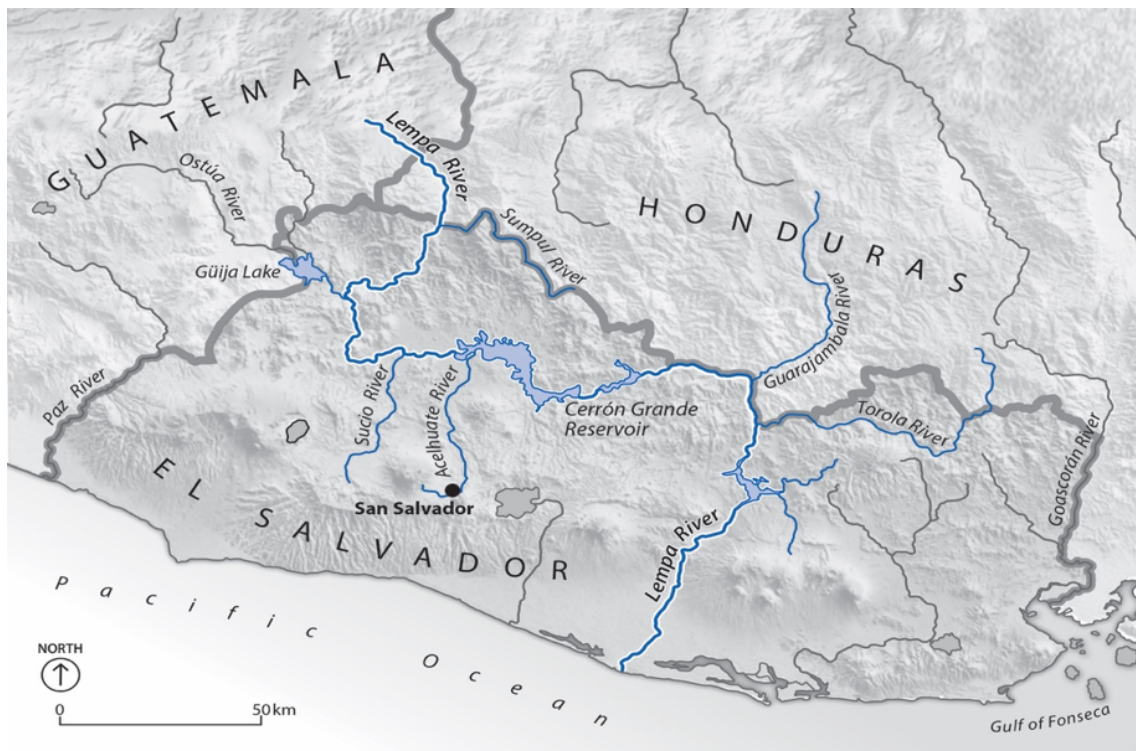 GUATEMALA
Lempa River
Ostúa River
HONDURAS
Sumpul River
Güija Lake
Guarajambala River
Paz River
Sucio River
Acelhuate River
Cerrón Grande
Reservoir
Torola River
Goascorán River
EL SALVADOR
San Salvador
Lempa River
Pacific Ocean
NORTH
0 50 km
Gulf of Fonseca